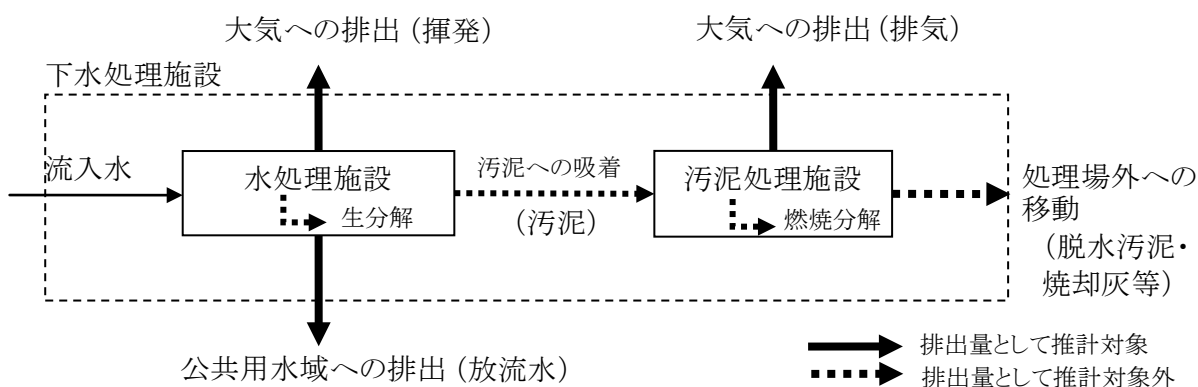 大気への排出（揮発）
大気への排出（排気）
下水処理施設
流入水
水処理施設
生分解
汚泥への吸着
（汚泥）
汚泥処理施設
燃焼分解
処理場外への
移動
（脱水汚泥・
焼却灰等）
公共用水域への排出（放流水）
排出量として推計対象
排出量として推計対象外